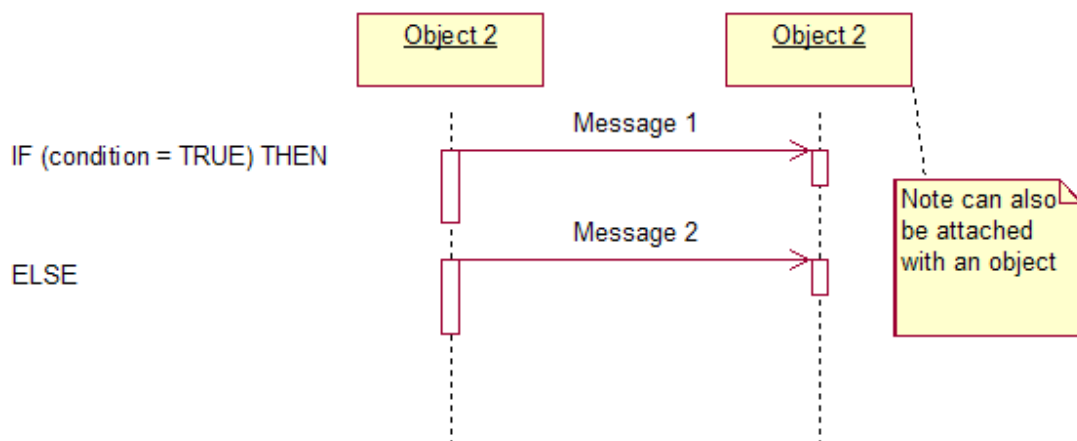 Object 2
Object 2
Message 1
IF (condition = TRUE) THEN
Note can also
be attached
with an object
Message 2
ELSE